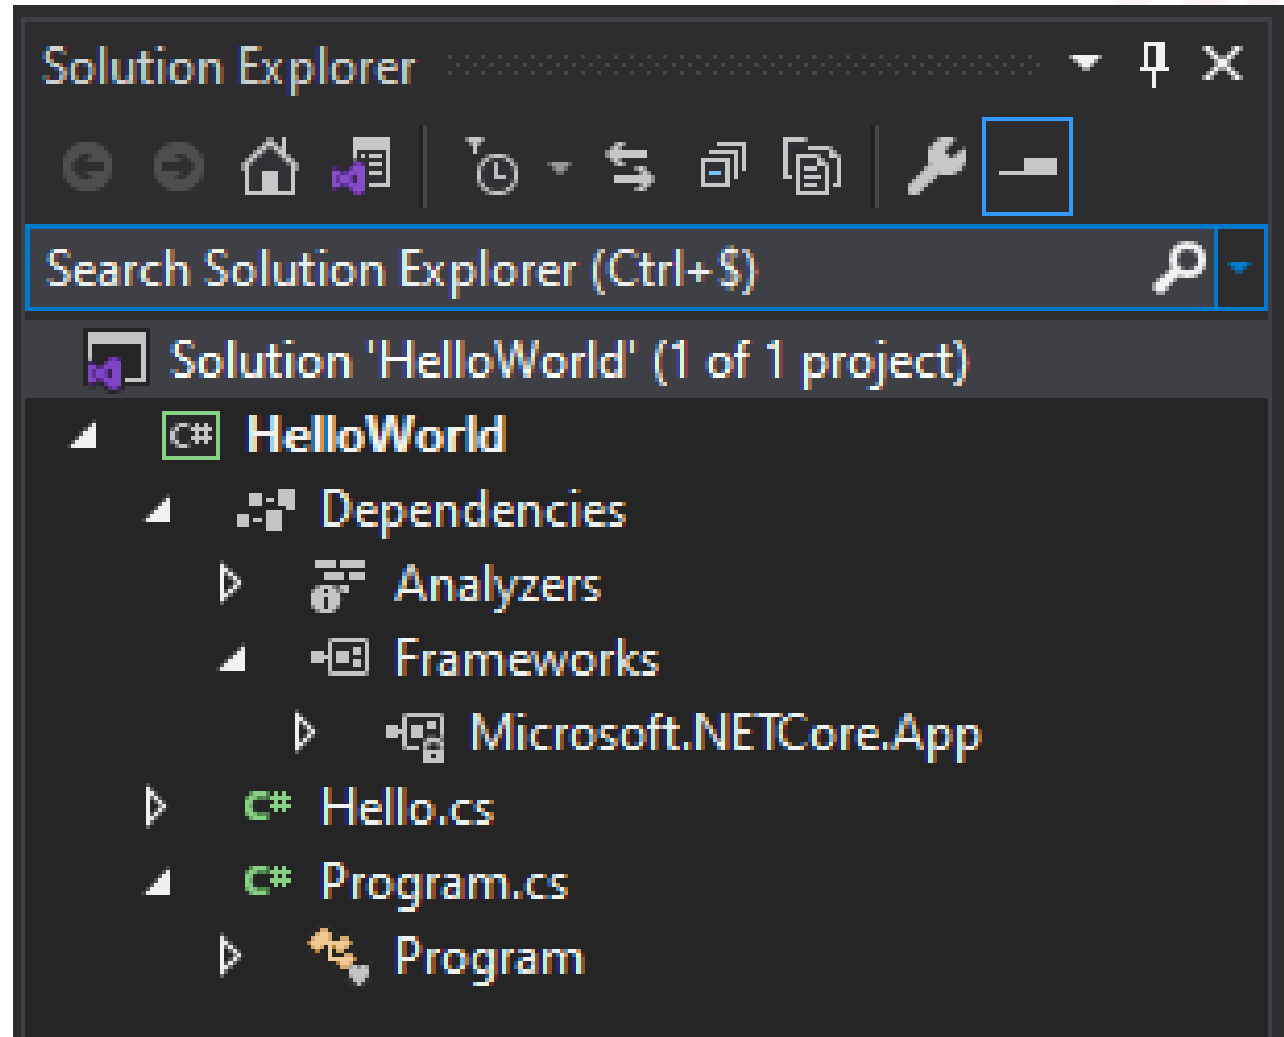 Solution Explorer
Search Solution Explorer (Ctrl+$)
Solution 'HelloWorld' (1 of 1 project)
C# HelloWorld
Dependencies
Analyzers
Frameworks
Microsoft.NETCore.App
C# Hello.cs
C# Program.cs
Program